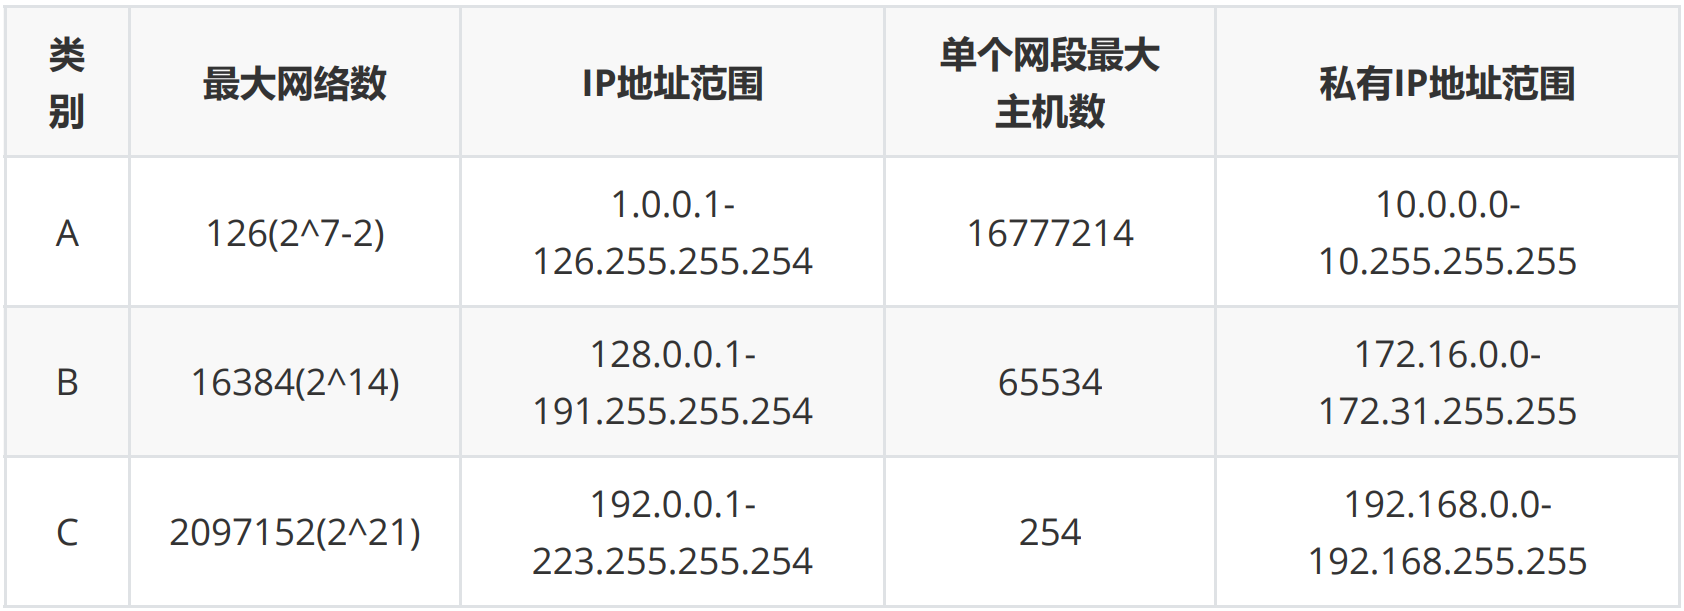 类
别
最大网络数
IP地址范围
单个网段最大
主机数
私有IP地址范围
A
126(2^7-2)
1.0.0.1-
126.255.255.254
16777214
10.0.0.0-
10.255.255.255
B
16384(2^14)
128.0.0.1-
191.255.255.254
65534
172.16.0.0-
172.31.255.255
C
2097152(2^21)
192.0.0.1-
223.255.255.254
254
192.168.0.0-
192.168.255.255